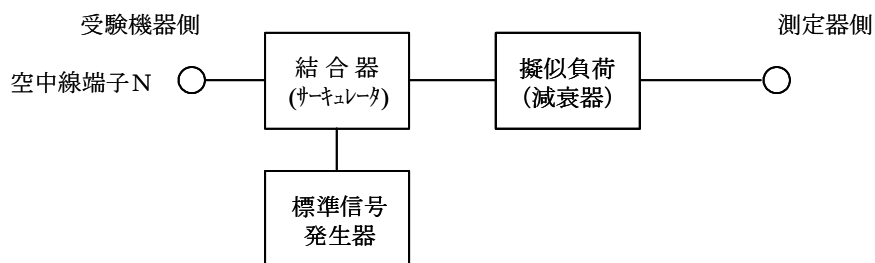 受験機器側
測定器側
空中線端子N
結合器
(サーキュレータ)
擬似負荷
(減衰器)
標準信号
発生器